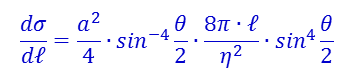 dσ/dℓ = a²/4 · sin⁻⁴ θ/2 · 8π · ℓ/η² · sin⁴ θ/2